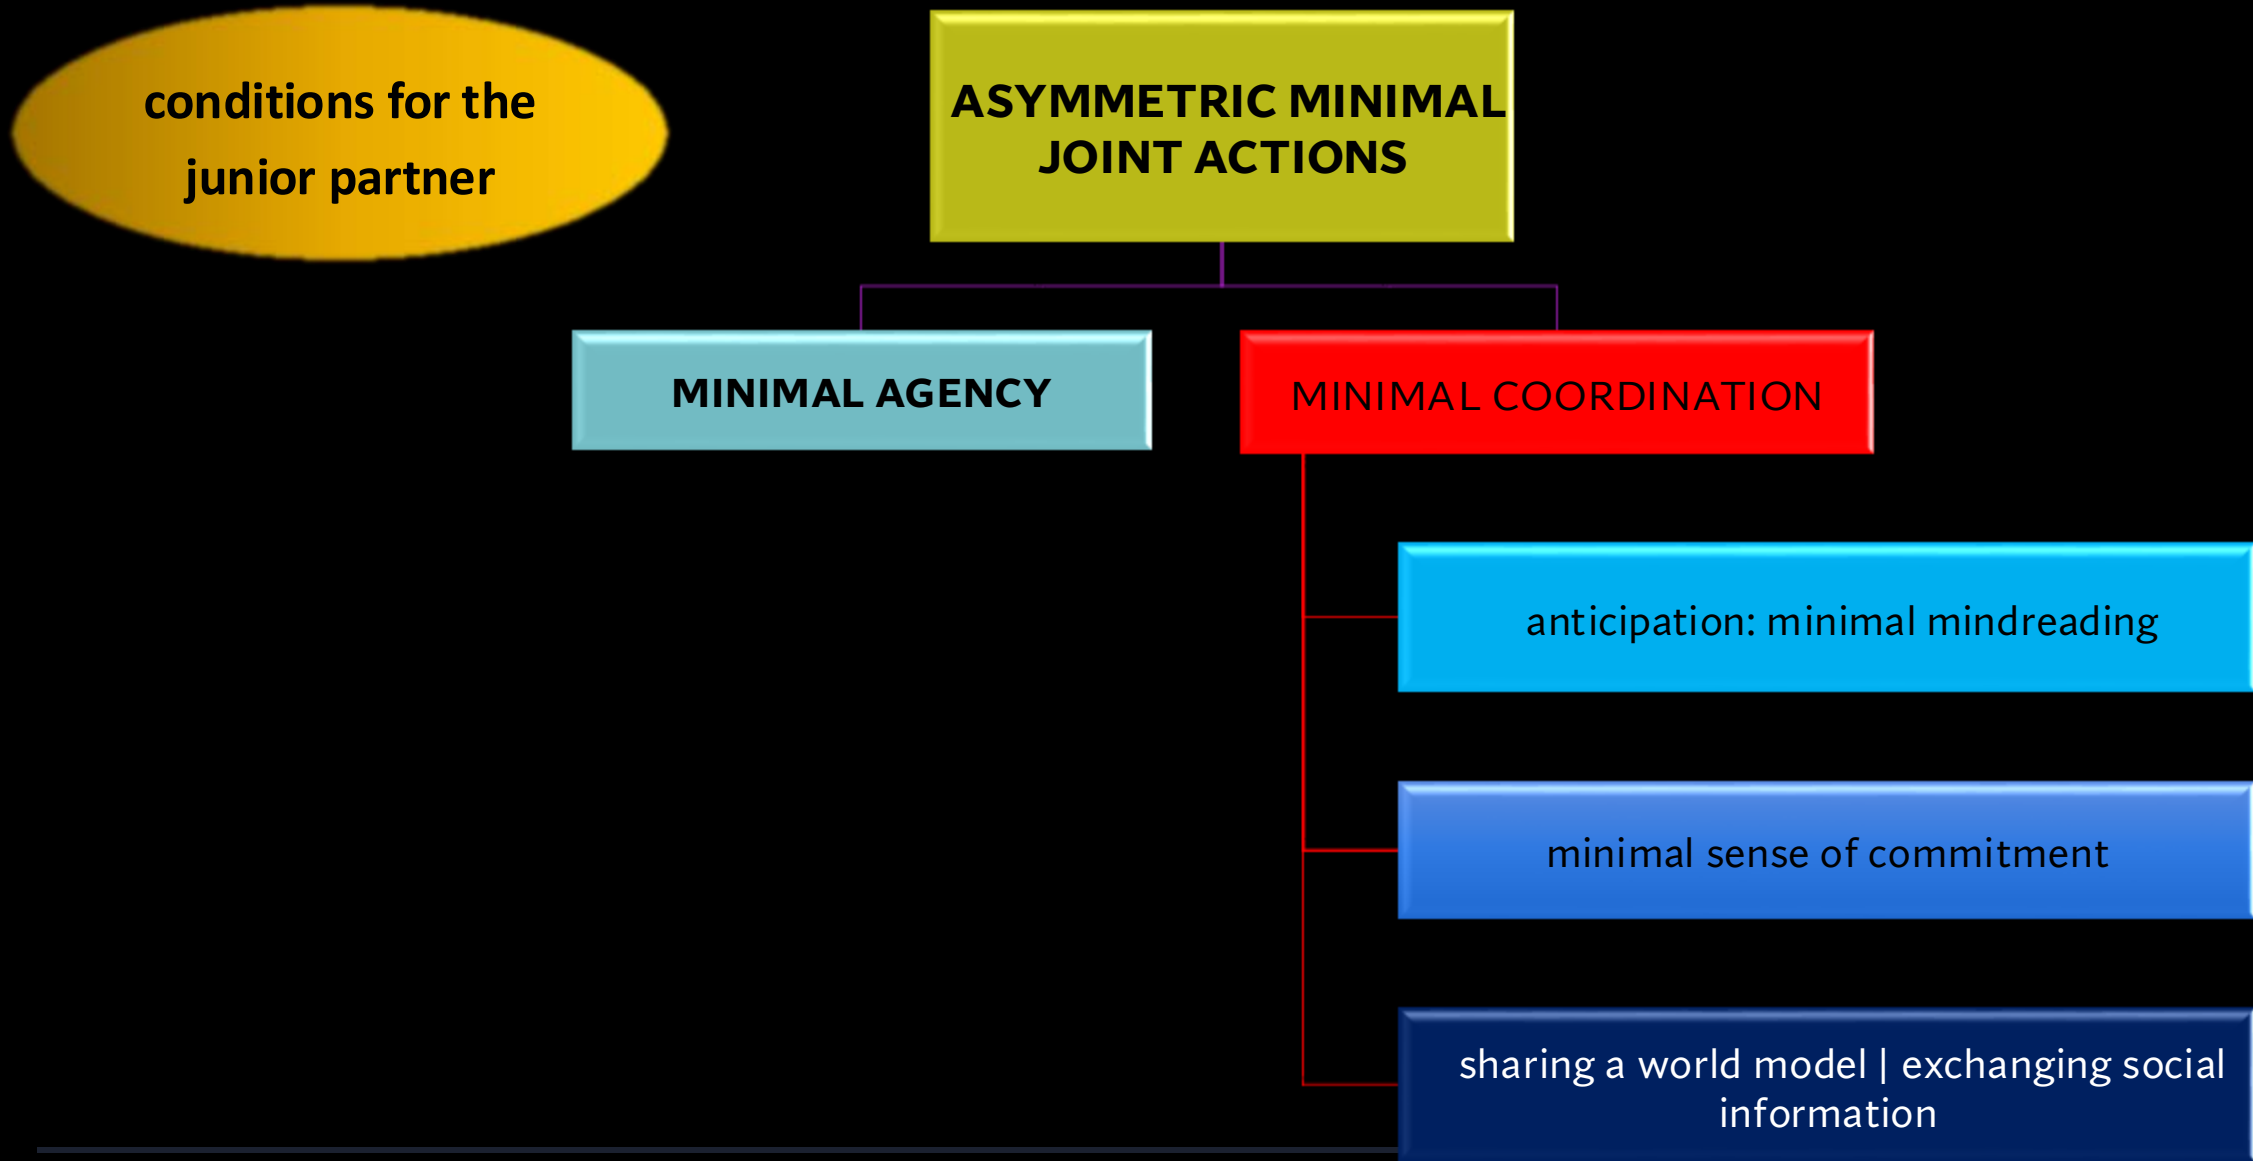 conditions for the
junior partner
ASYMMETRIC MINIMAL
JOINT ACTIONS
MINIMAL AGENCY
MINIMAL COORDINATION
anticipation: minimal mindreading
minimal sense of commitment
sharing a world model | exchanging social
information